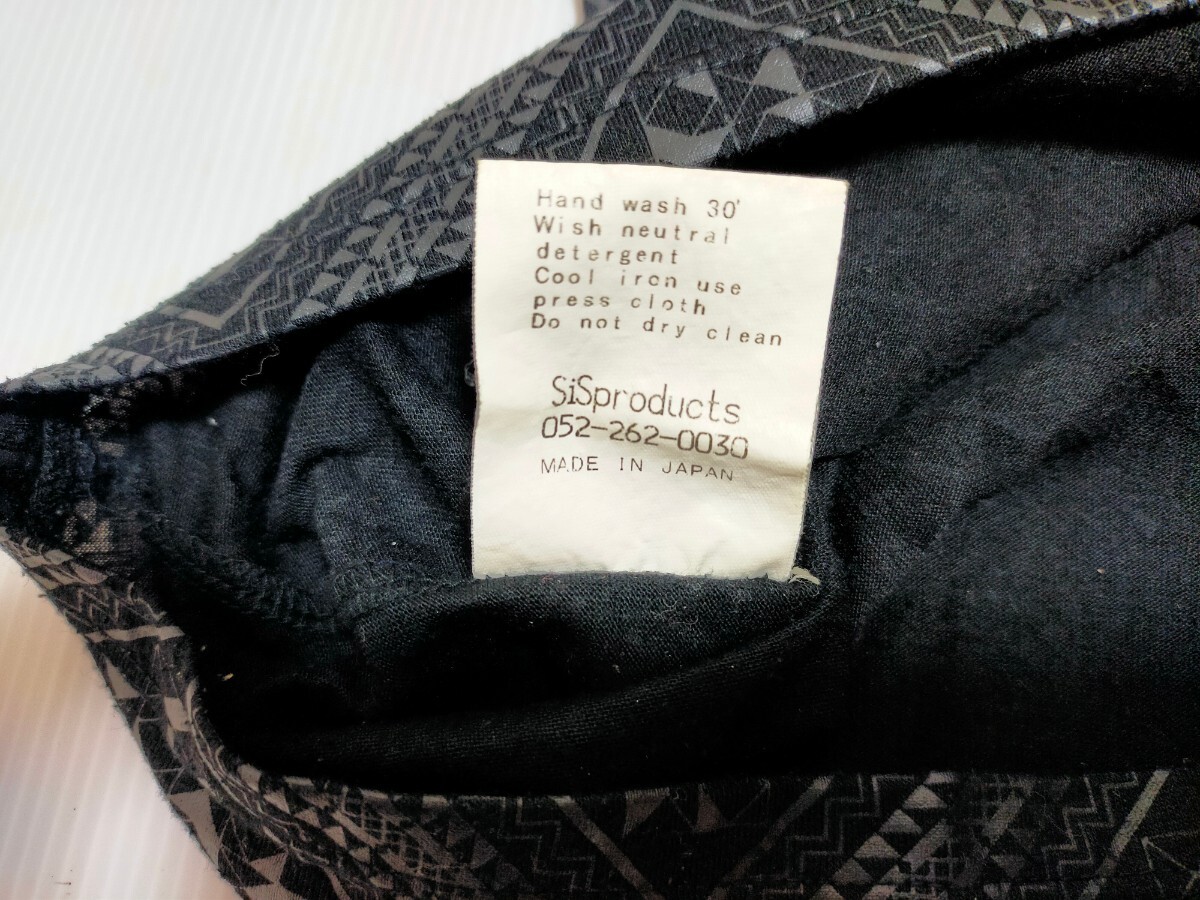 Hand wash 30'
Wish neutral
detergent
Cool iron use
press cloth
Do not dry clean
SiSproducts
052-262-0030
MADE IN JAPAN